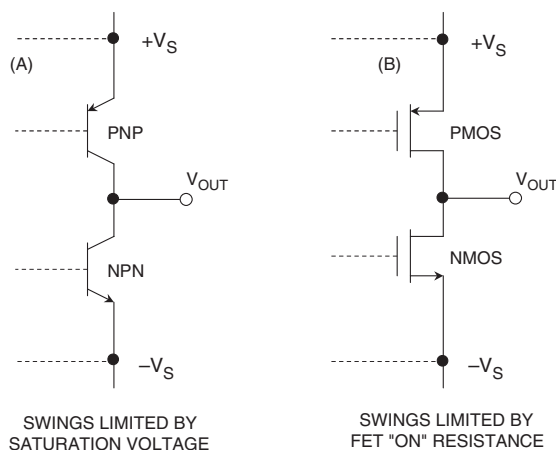 (A)
+VS
PNP
VOUT
NPN
–VS
SWINGS LIMITED BY
SATURATION VOLTAGE
(B)
+VS
PMOS
VOUT
NMOS
–VS
SWINGS LIMITED BY
FET "ON" RESISTANCE